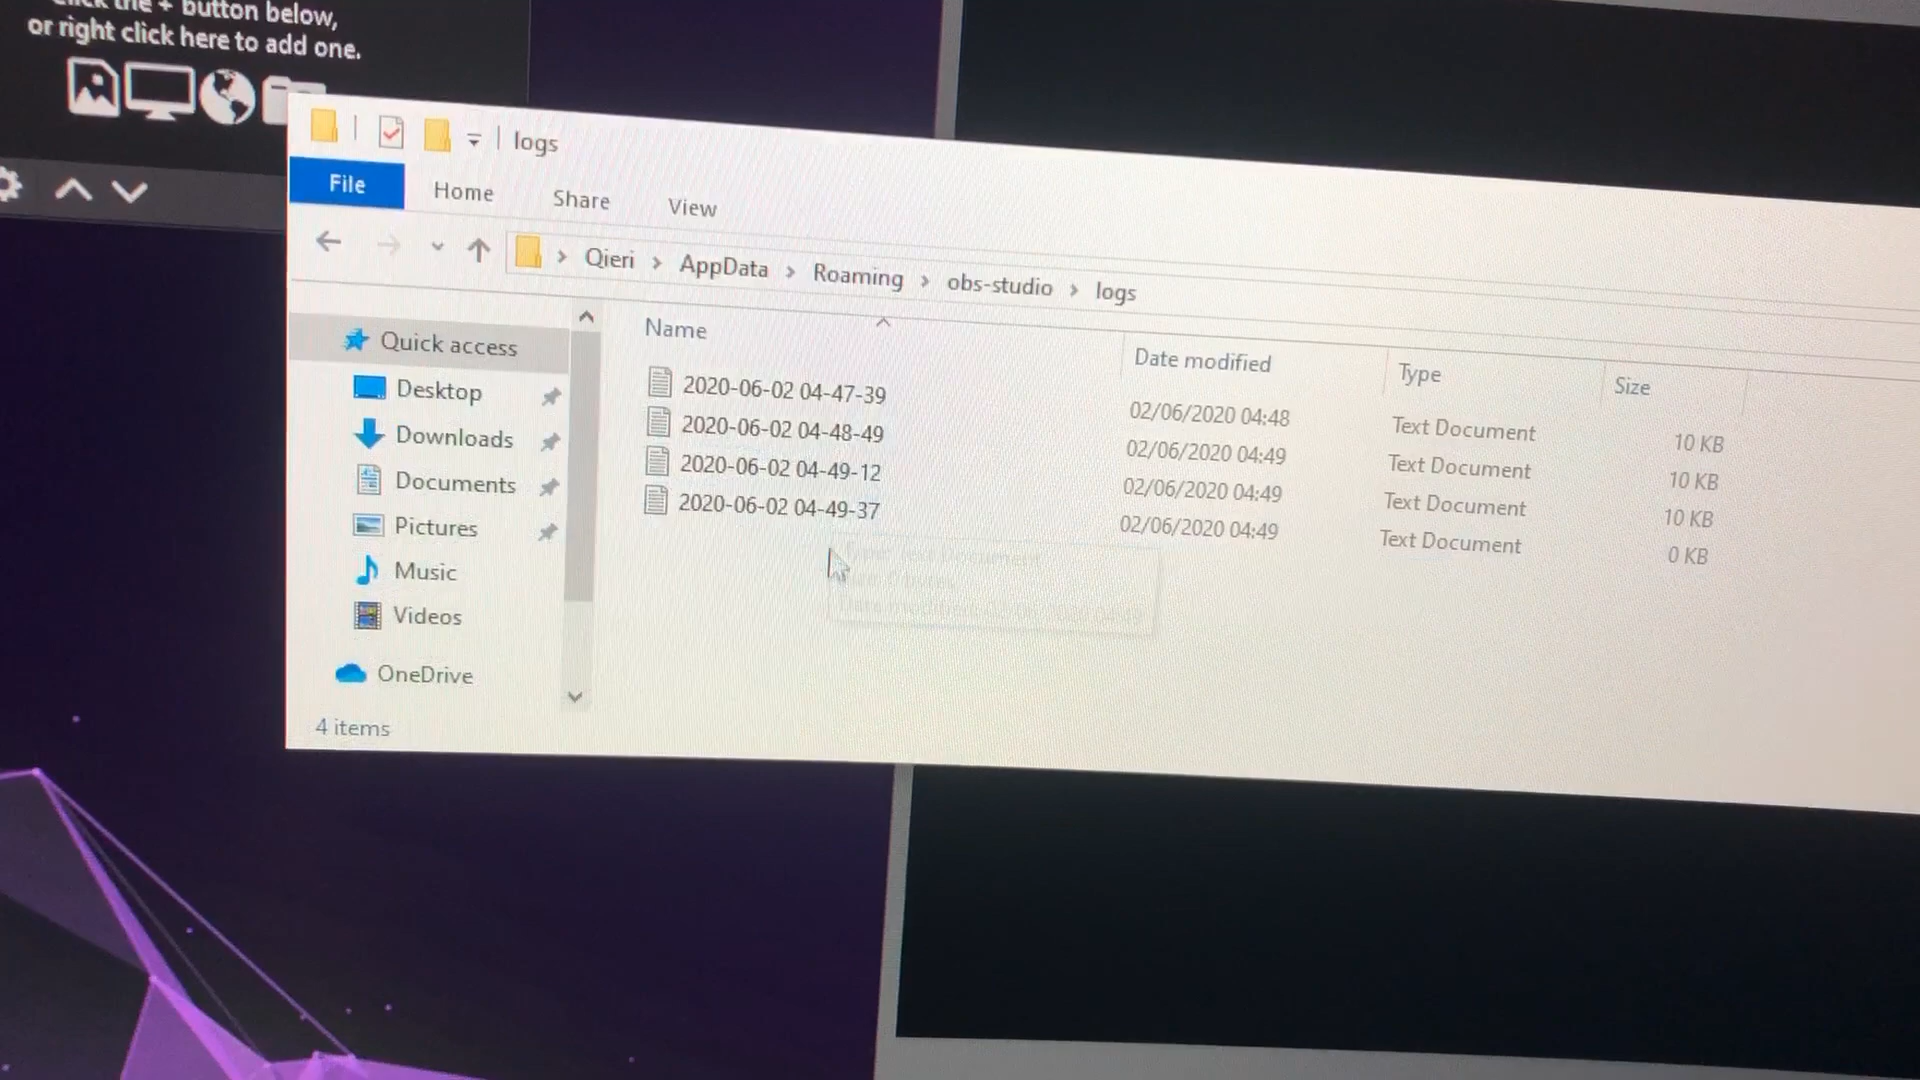 button below,
or right click here to add one.
logs
File
Home
Share
View
Qieri
AppData
Roaming
obs-studio
logs
Name
Date modified
Type
Size
Quick access
Desktop
Downloads
Documents
Pictures
Music
Videos
OneDrive
2020-06-02 04-47-39 02/06/2020 04:48 Text Document 10 KB
2020-06-02 04-48-49 02/06/2020 04:49 Text Document 10 KB
2020-06-02 04-49-12 02/06/2020 04:49 Text Document 10 KB
2020-06-02 04-49-37 02/06/2020 04:49 Text Document 0 KB
4 items